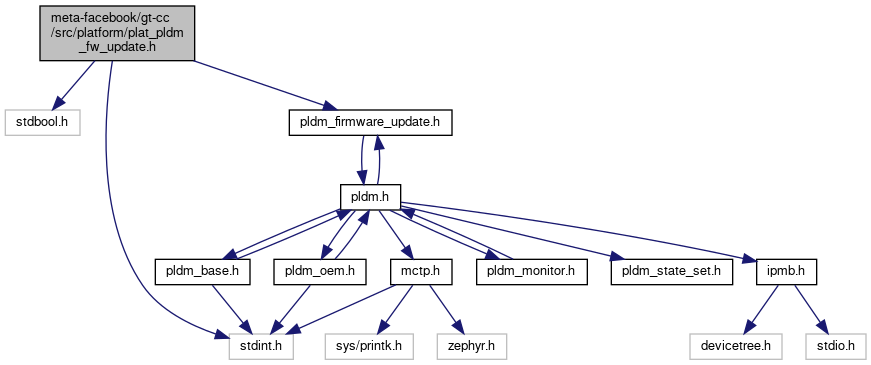 meta-facebook/gt-cc
/src/platform/plat_pldm
_fw_update.h
stdbool.h
pldm_firmware_update.h
pldm.h
pldm_base.h
pldm_oem.h
mctp.h
pldm_monitor.h
pldm_state_set.h
ipmb.h
stdint.h
sys/printk.h
zephyr.h
devicetree.h
stdio.h